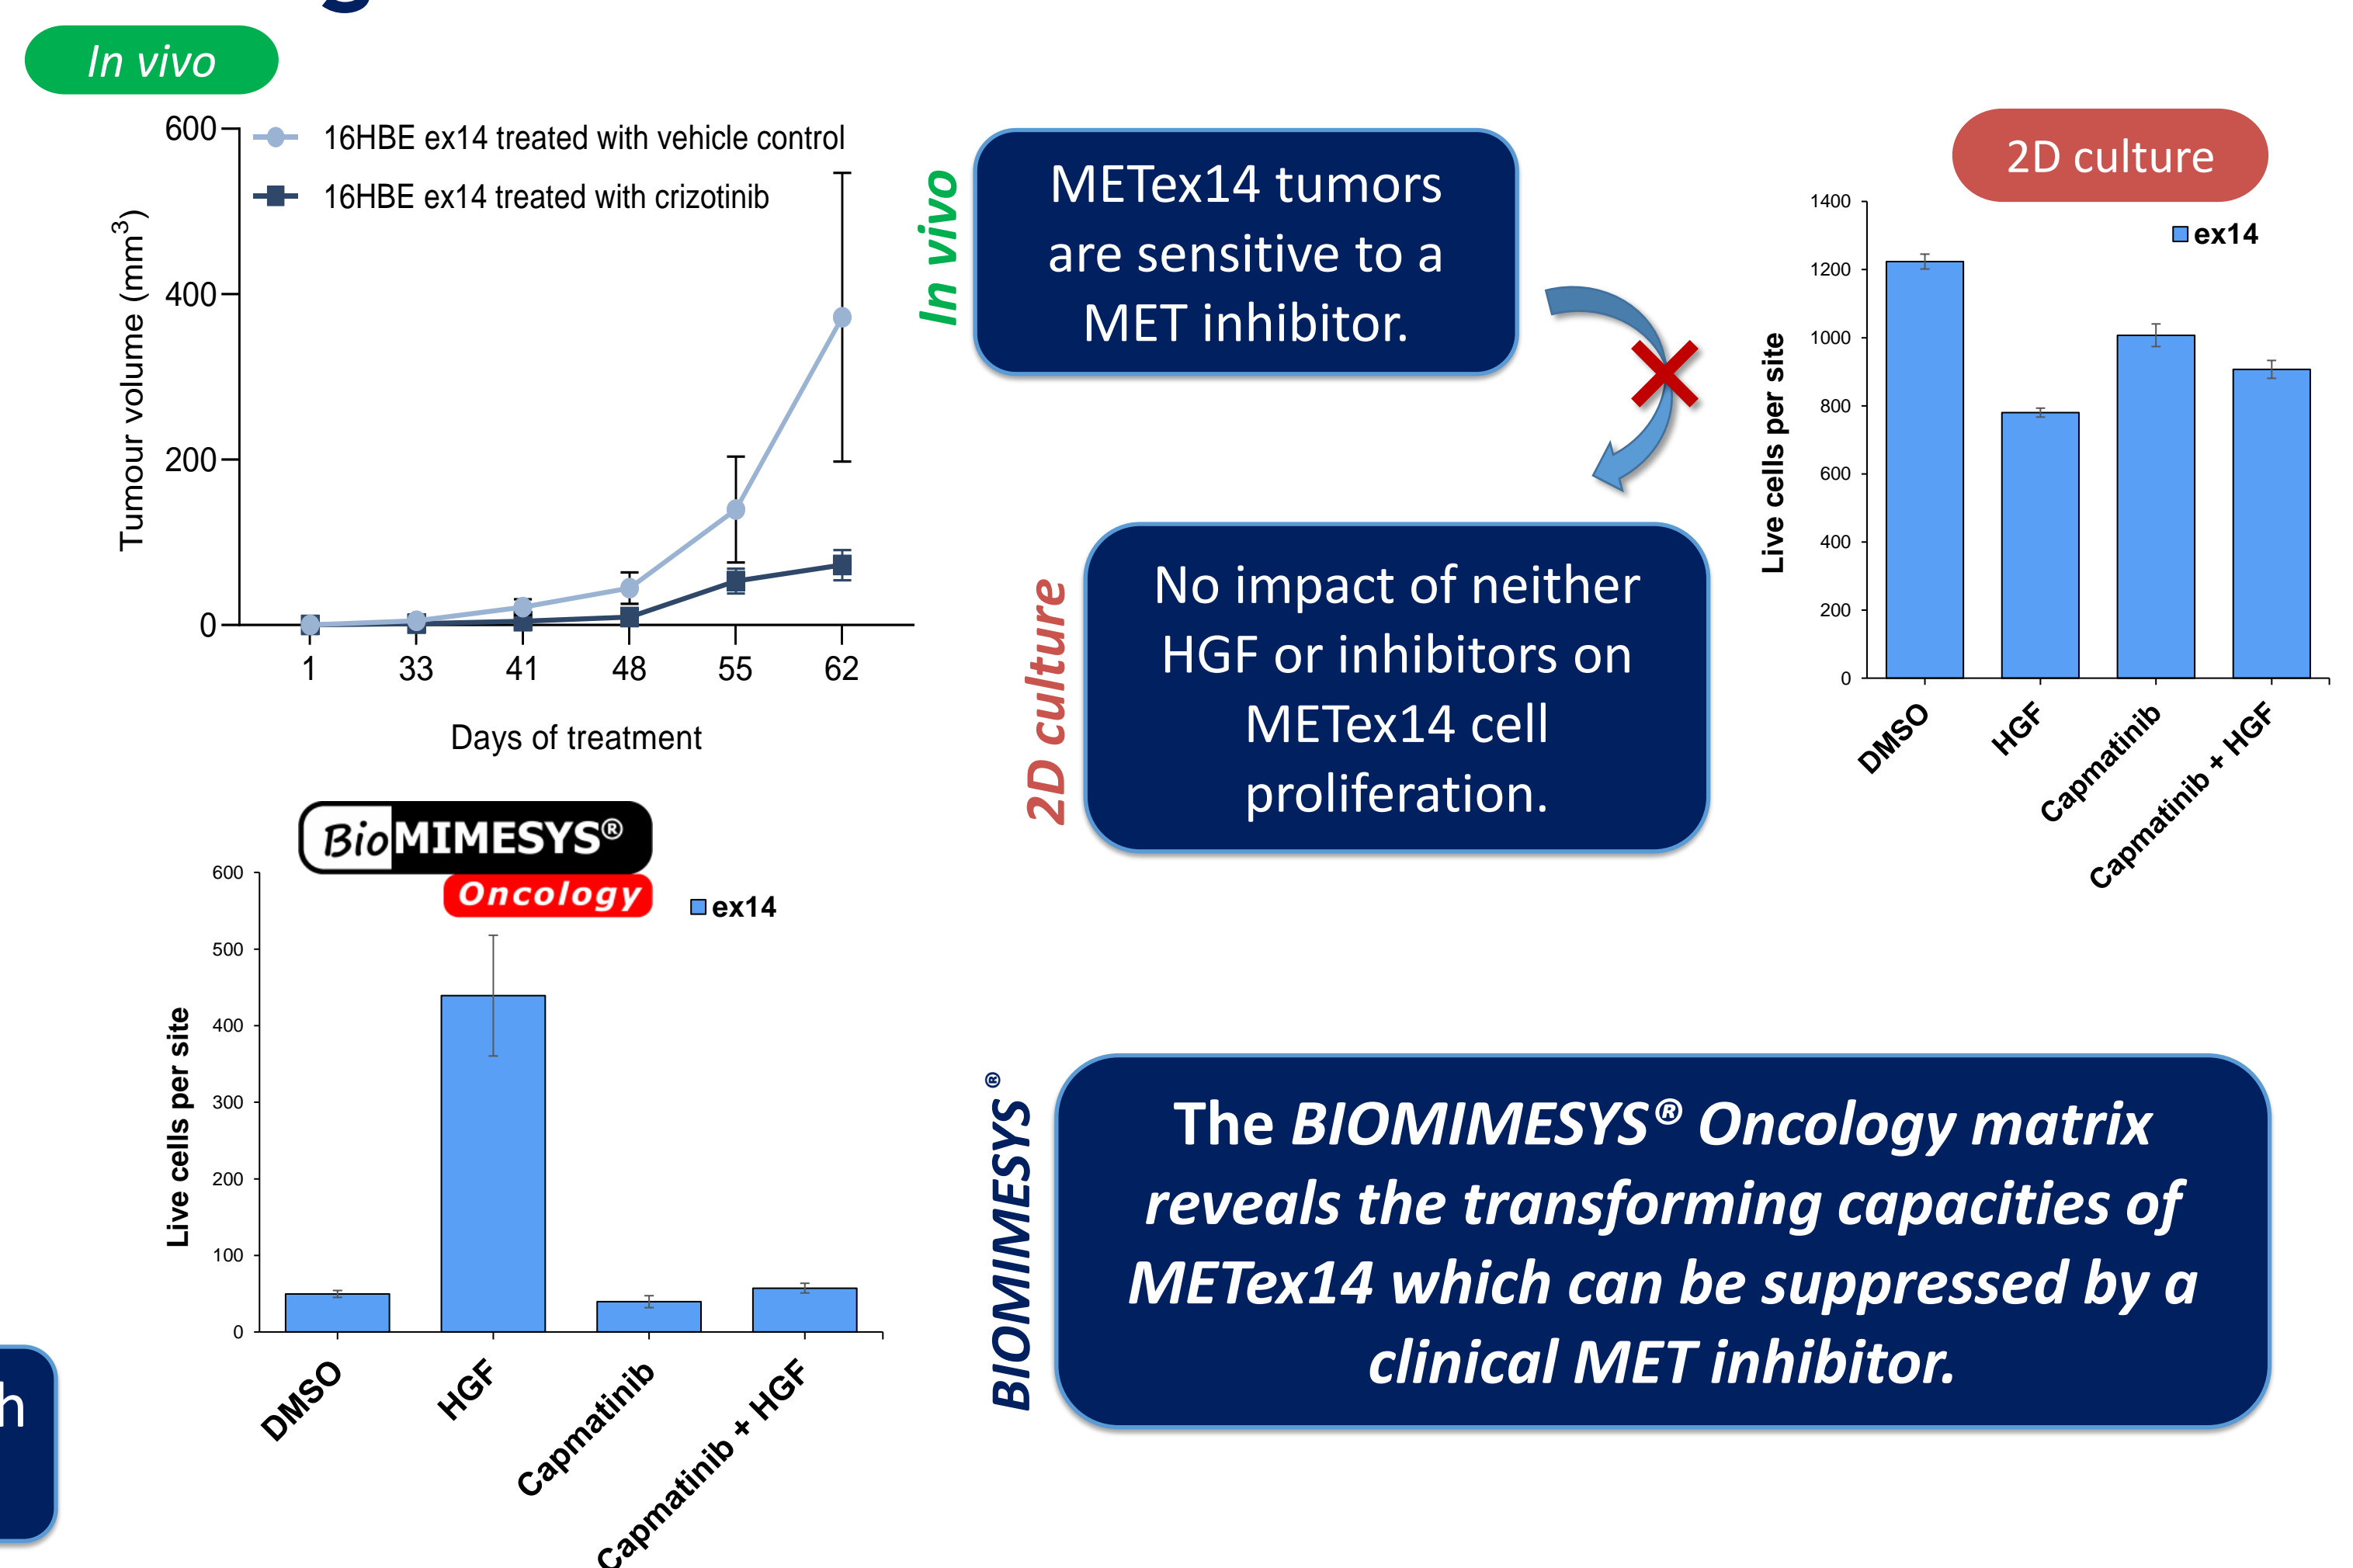 In vivo
600
400
200
0
Tumour volume (mm³)
16HBE ex14 treated with vehicle control
16HBE ex14 treated with crizotinib
1 33 41 48 55 62
Days of treatment
In vivo
METex14 tumors
are sensitive to a
MET inhibitor.
2D culture
No impact of neither
HGF or inhibitors on
METex14 cell
proliferation.
2D culture
1400
1200
1000
800
600
400
200
0
Live cells per site
ex14
DMSO
HGF
Capmatinib
Capmatinib + HGF
BioMIMESYS®
Oncology
600
500
400
300
200
100
0
Live cells per site
ex14
DMSO
HGF
Capmatinib
Capmatinib + HGF
BIOMIMESYS®
The BIOMIMESYS® Oncology matrix
reveals the transforming capacities of
METex14 which can be suppressed by a
clinical MET inhibitor.
h